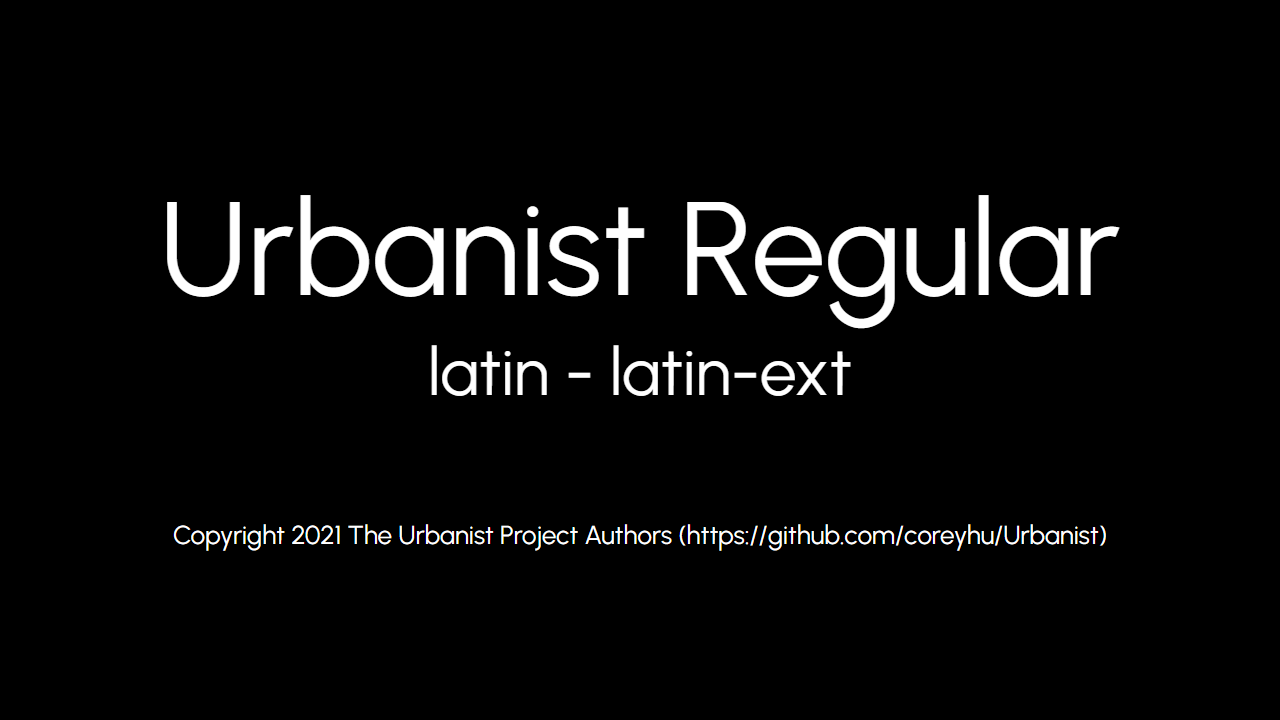 Urbanist Regular
latin - latin-ext
Copyright 2021 The Urbanist Project Authors (https://github.com/coreyhu/Urbanist)